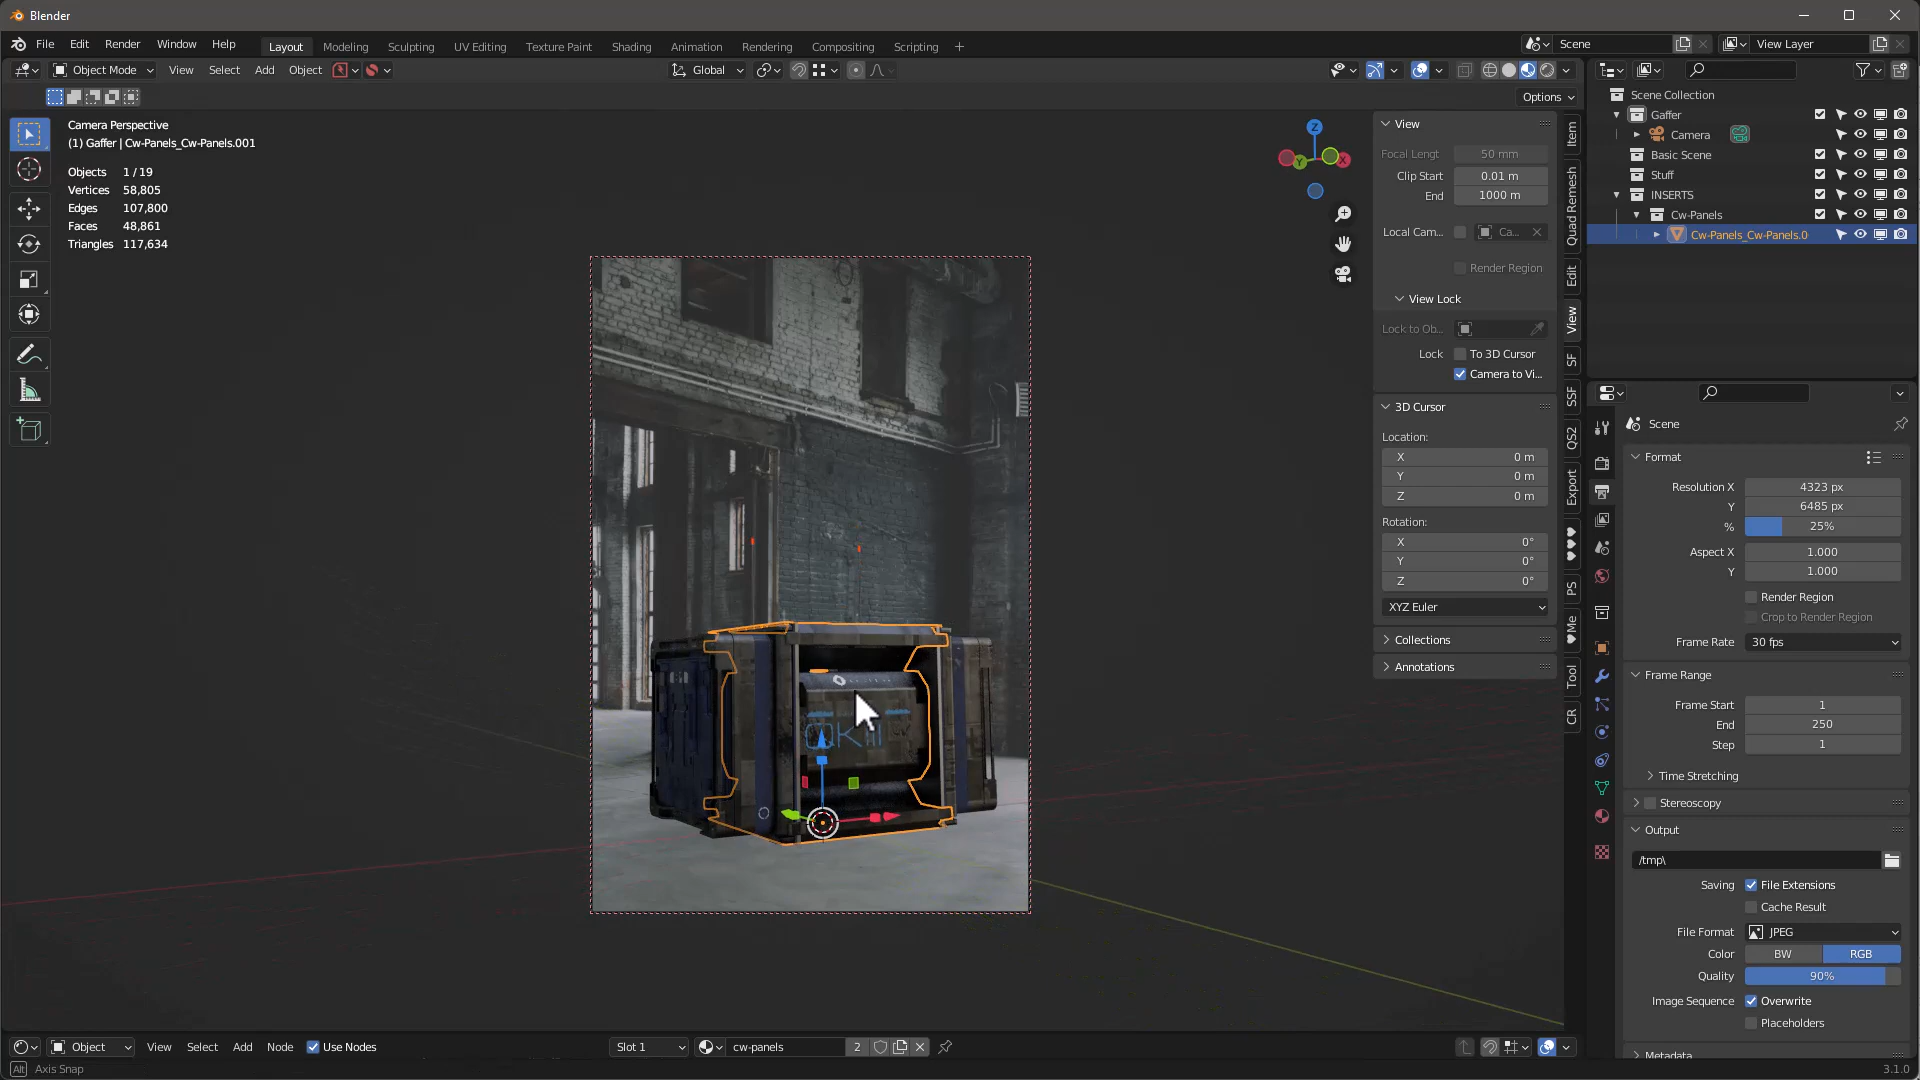 Blender
File Edit Render Window Help Layout Modeling Sculpting UV Editing Texture Paint Shading Animation Rendering Compositing Scripting + Scene View Layer
Object Mode View Select Add Object Global
Options
Camera Perspective
(1) Gaffer | Cw-Panels_Cw-Panels.001
Objects 1 / 19
Vertices 58,805
Edges 107,800
Faces 48,861
Triangles 117,634
Z
X
Y
View
Focal Lengt 50 mm
Clip Start 0.01 m
End 1000 m
Local Cam... Ca...
Render Region
View Lock
Lock to Ob...
Lock To 3D Cursor
Camera to Vi...
3D Cursor
Location:
X 0 m
Y 0 m
Z 0 m
Rotation:
X 0°
Y 0°
Z 0°
XYZ Euler
Collections
Annotations
Item
Quad Remesh
Edit
View
SF
SSF
QS2
Export
♥♥♥
PS
♥Me
Tool
CR
Scene Collection
Gaffer
Camera
Basic Scene
Stuff
INSERTS
Cw-Panels
Cw-Panels_Cw-Panels.0
Scene
Format
Resolution X 4323 px
Y 6485 px
% 25%
Aspect X 1.000
Y 1.000
Render Region
Crop to Render Region
Frame Rate 30 fps
Frame Range
Frame Start 1
End 250
Step 1
Time Stretching
Stereoscopy
Output
/tmp\
Saving File Extensions
Cache Result
File Format JPEG
Color BW RGB
Quality 90%
Image Sequence Overwrite
Placeholders
Metadata
Object View Select Add Node Use Nodes Slot 1 cw-panels 2
Alt Axis Snap 3.1.0